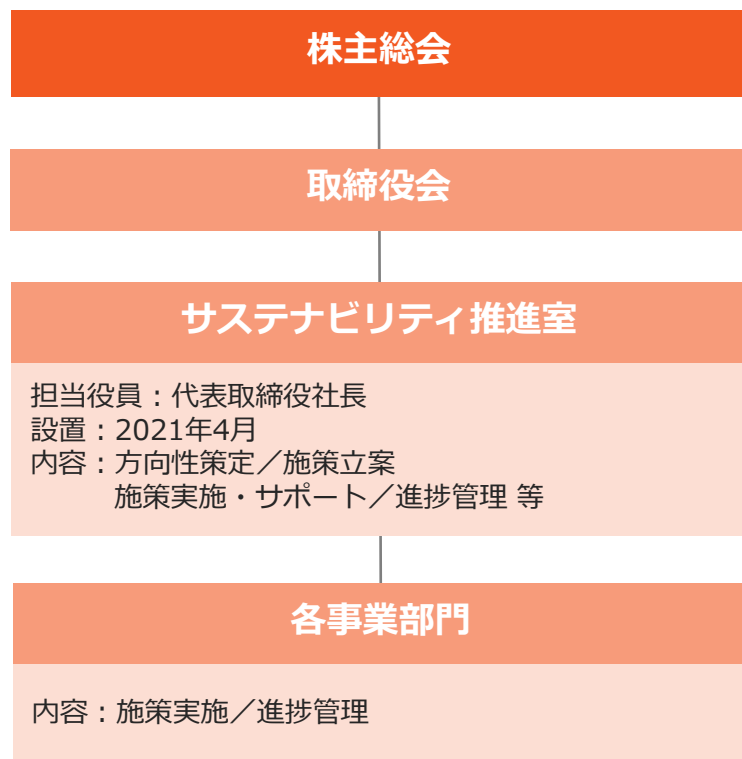 株主総会
取締役会
サステナビリティ推進室
担当役員：代表取締役社長
設置：2021年4月
内容：方向性策定／施策立案
施策実施・サポート／進捗管理 等
各事業部門
内容：施策実施／進捗管理